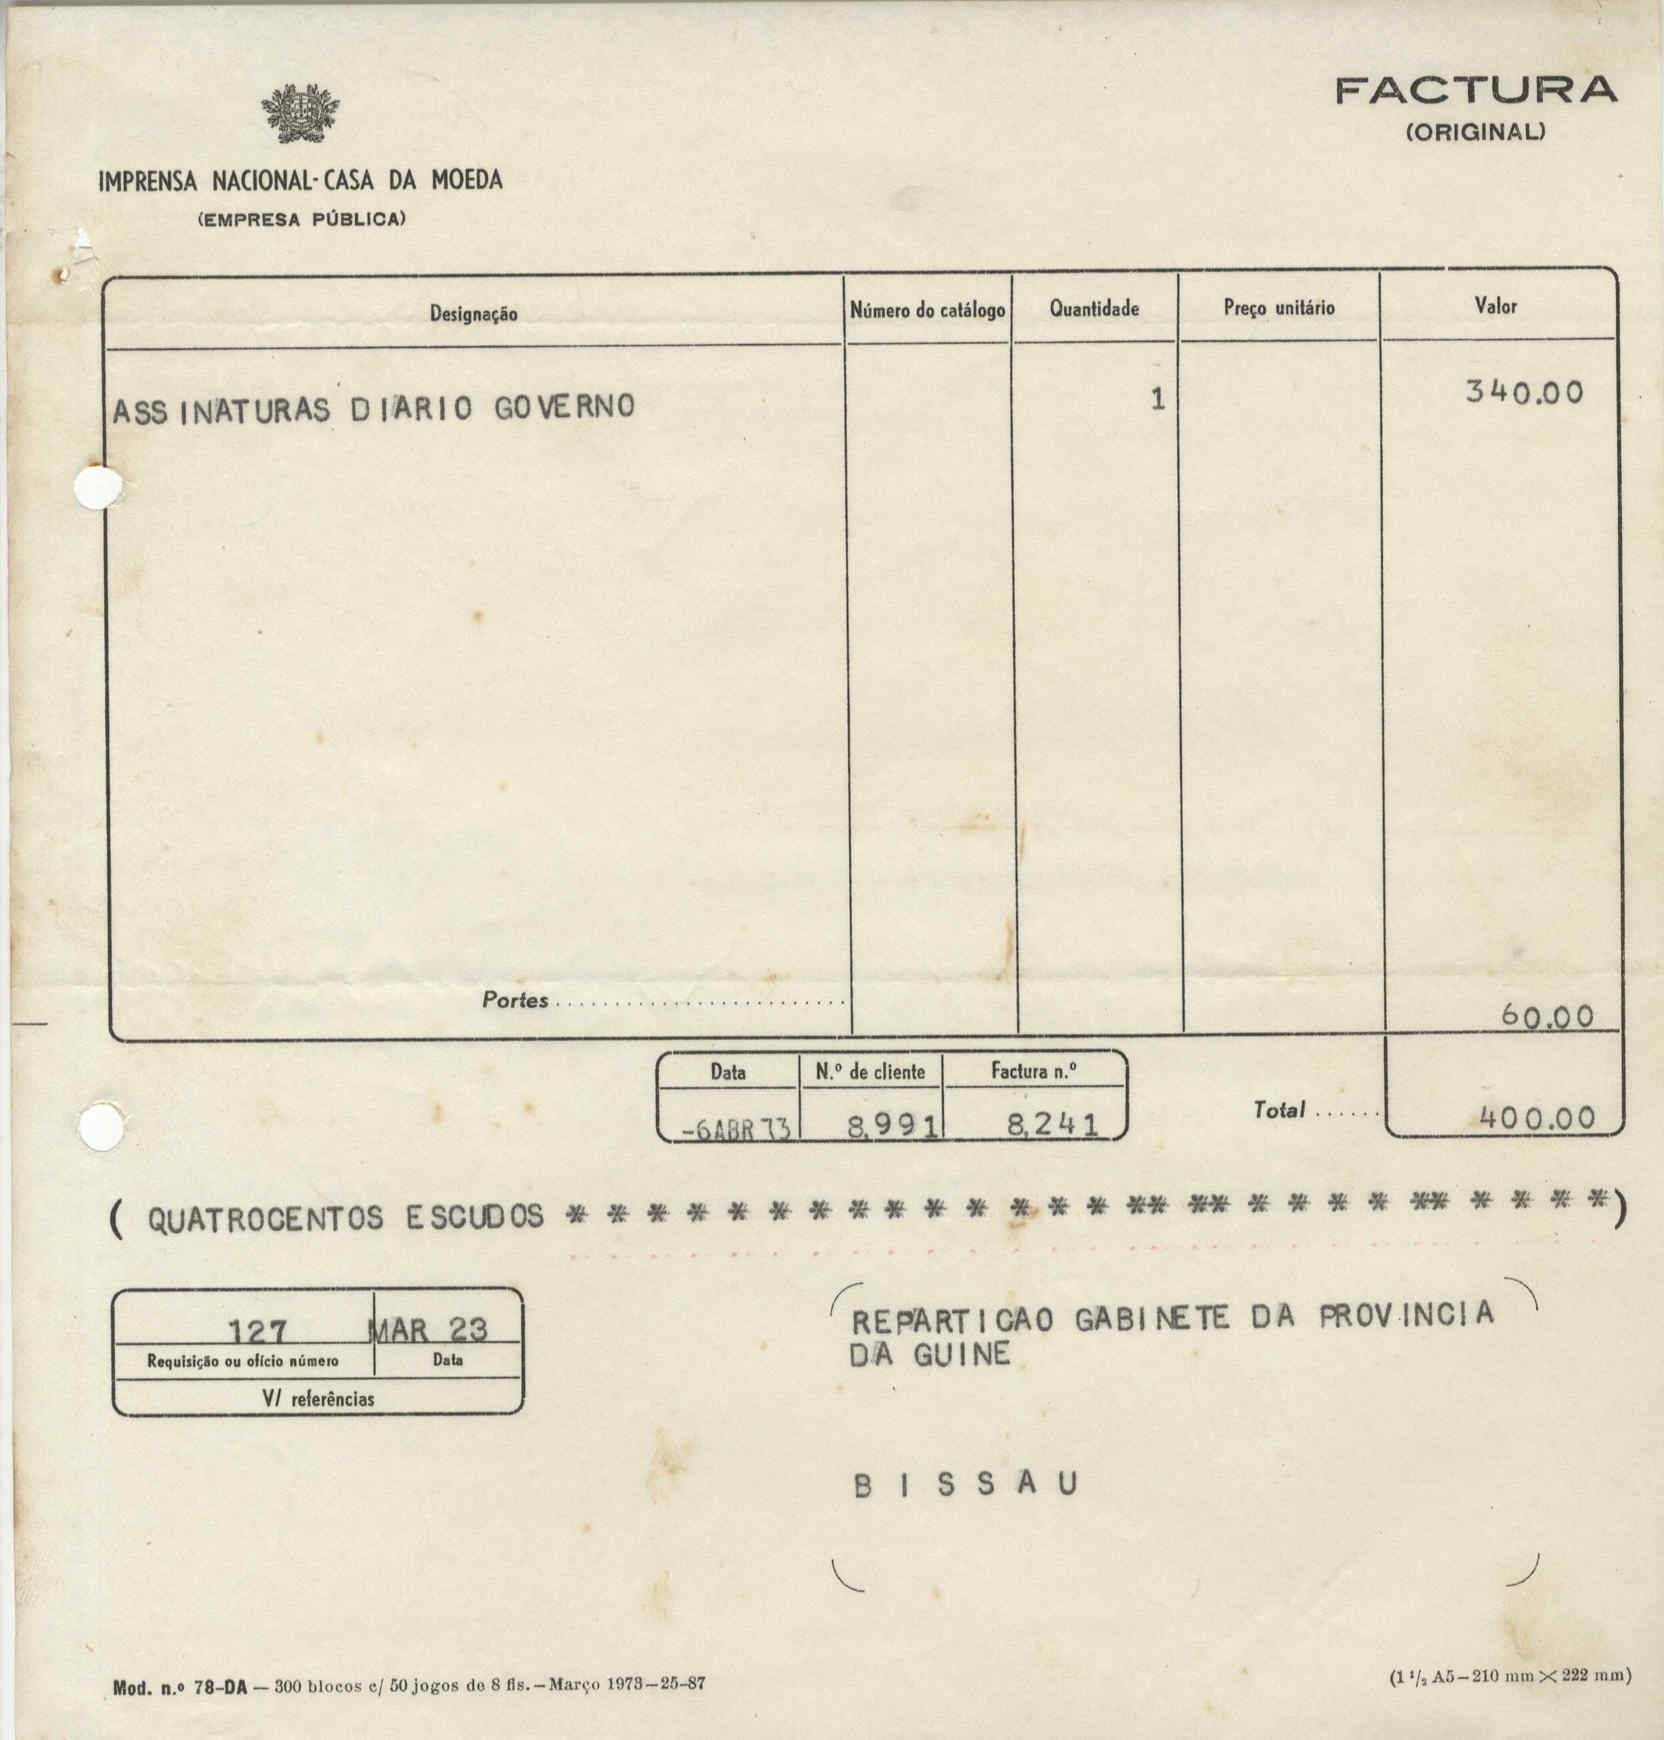 FACTURA
(ORIGINAL)
IMPRENSA NACIONAL-CASA DA MOEDA
(EMPRESA PÚBLICA)
Designação Número do catálogo Quantidade Preço unitário Valor
ASSINATURAS DIARIO GOVERNO 1 340.00
Portes ......................... 60.00
Data N.º de cliente Factura n.º
-6 ABR 73 8,991 8,241
Total ...... 400.00
( QUATROCENTOS ESCUDOS * * * * * * * * * * * * * * ** ** * * * * ** * * * *)
127 MAR 23
Requisição ou ofício número Data
V/ referências
REPARTICAO GABINETE DA PROVINCIA
DA GUINE
B I S S A U
Mod. n.º 78-DA — 300 blocos c/ 50 jogos de 8 fls. — Março 1973—25-87
(1 1/2 A5—210 mm × 222 mm)